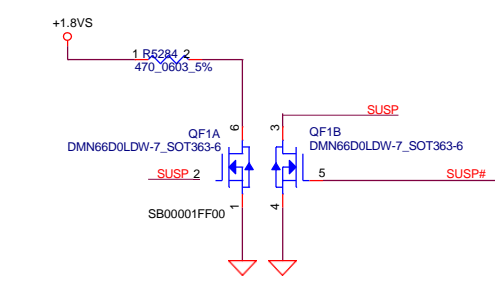 +1.8VS
1 R5284 2
470_0603_5%
SUSP
6
3
QF1A
QF1B
DMN66D0LDW-7_SOT363-6
DMN66D0LDW-7_SOT363-6
SUSP 2
5
SUSP#
SB00001FF00
1
4